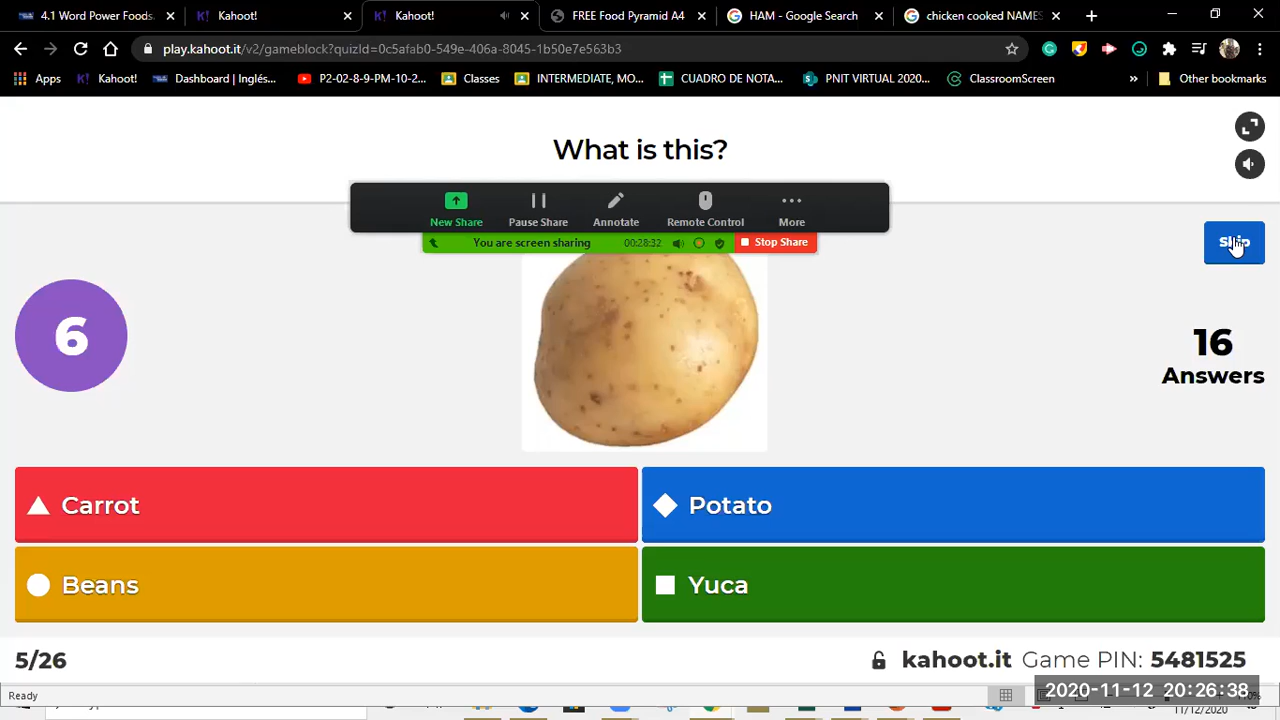 4.1 Word Power Foods. Kahoot! Kahoot! FREE Food Pyramid A4 HAM - Google Search chicken cooked NAMES
play.kahoot.it/v2/gameblock?quizId=0c5afab0-549e-406a-8045-1b50e7e563b3
Apps Kahoot! Dashboard | Inglés... P2-02-8-9-PM-10-2... Classes INTERMEDIATE, MO... CUADRO DE NOTA... PNIT VIRTUAL 2020... ClassroomScreen » Other bookmarks
What is this?
New Share Pause Share Annotate Remote Control More
You are screen sharing 00:28:32 Stop Share
Skip
6
16
Answers
Carrot
Potato
Beans
Yuca
5/26
kahoot.it Game PIN: 5481525
Ready
2020-11-12 20:26:38
11/12/2020